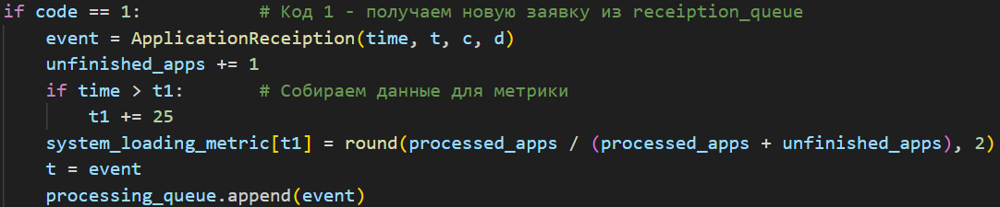 if code == 1:            # Код 1 - получаем новую заявку из receiption_queue
    event = ApplicationReceiption(time, t, c, d)
    unfinished_apps += 1
    if time > t1:        # Собираем данные для метрики
        t1 += 25
    system_loading_metric[t1] = round(processed_apps / (processed_apps + unfinished_apps), 2)
    t = event
    processing_queue.append(event)